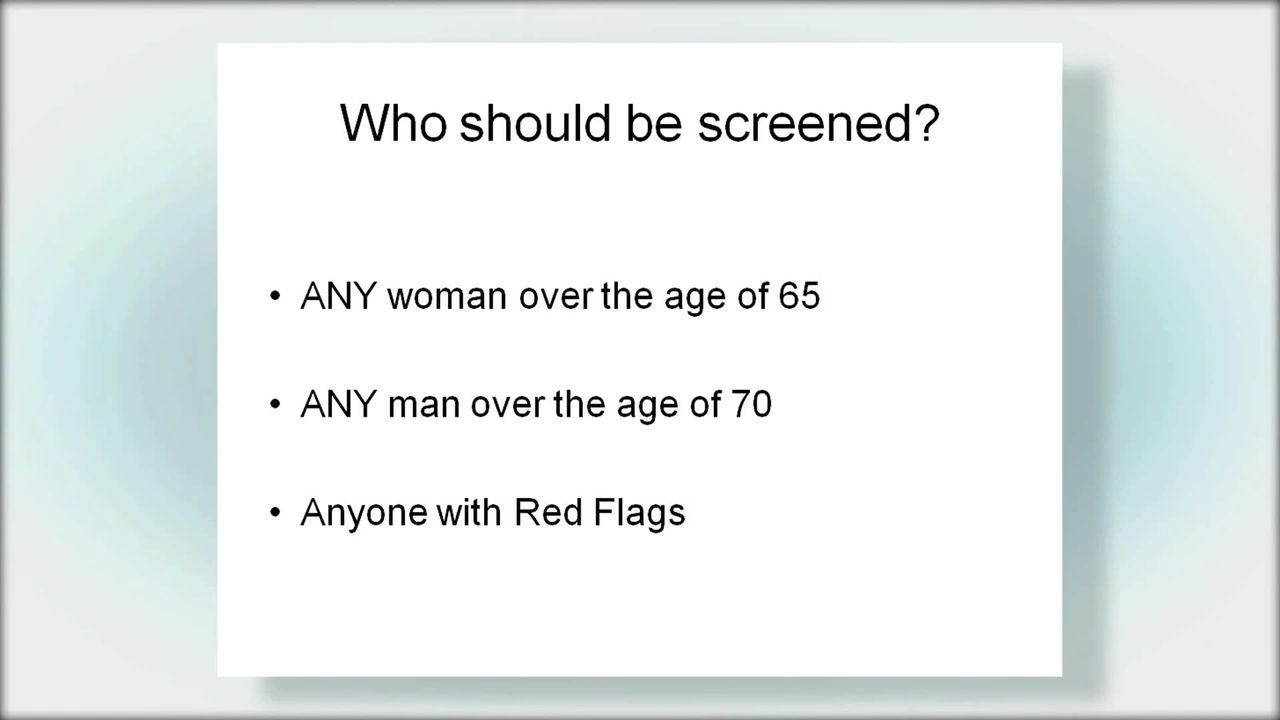 Who should be screened?
• ANY woman over the age of 65
• ANY man over the age of 70
• Anyone with Red Flags